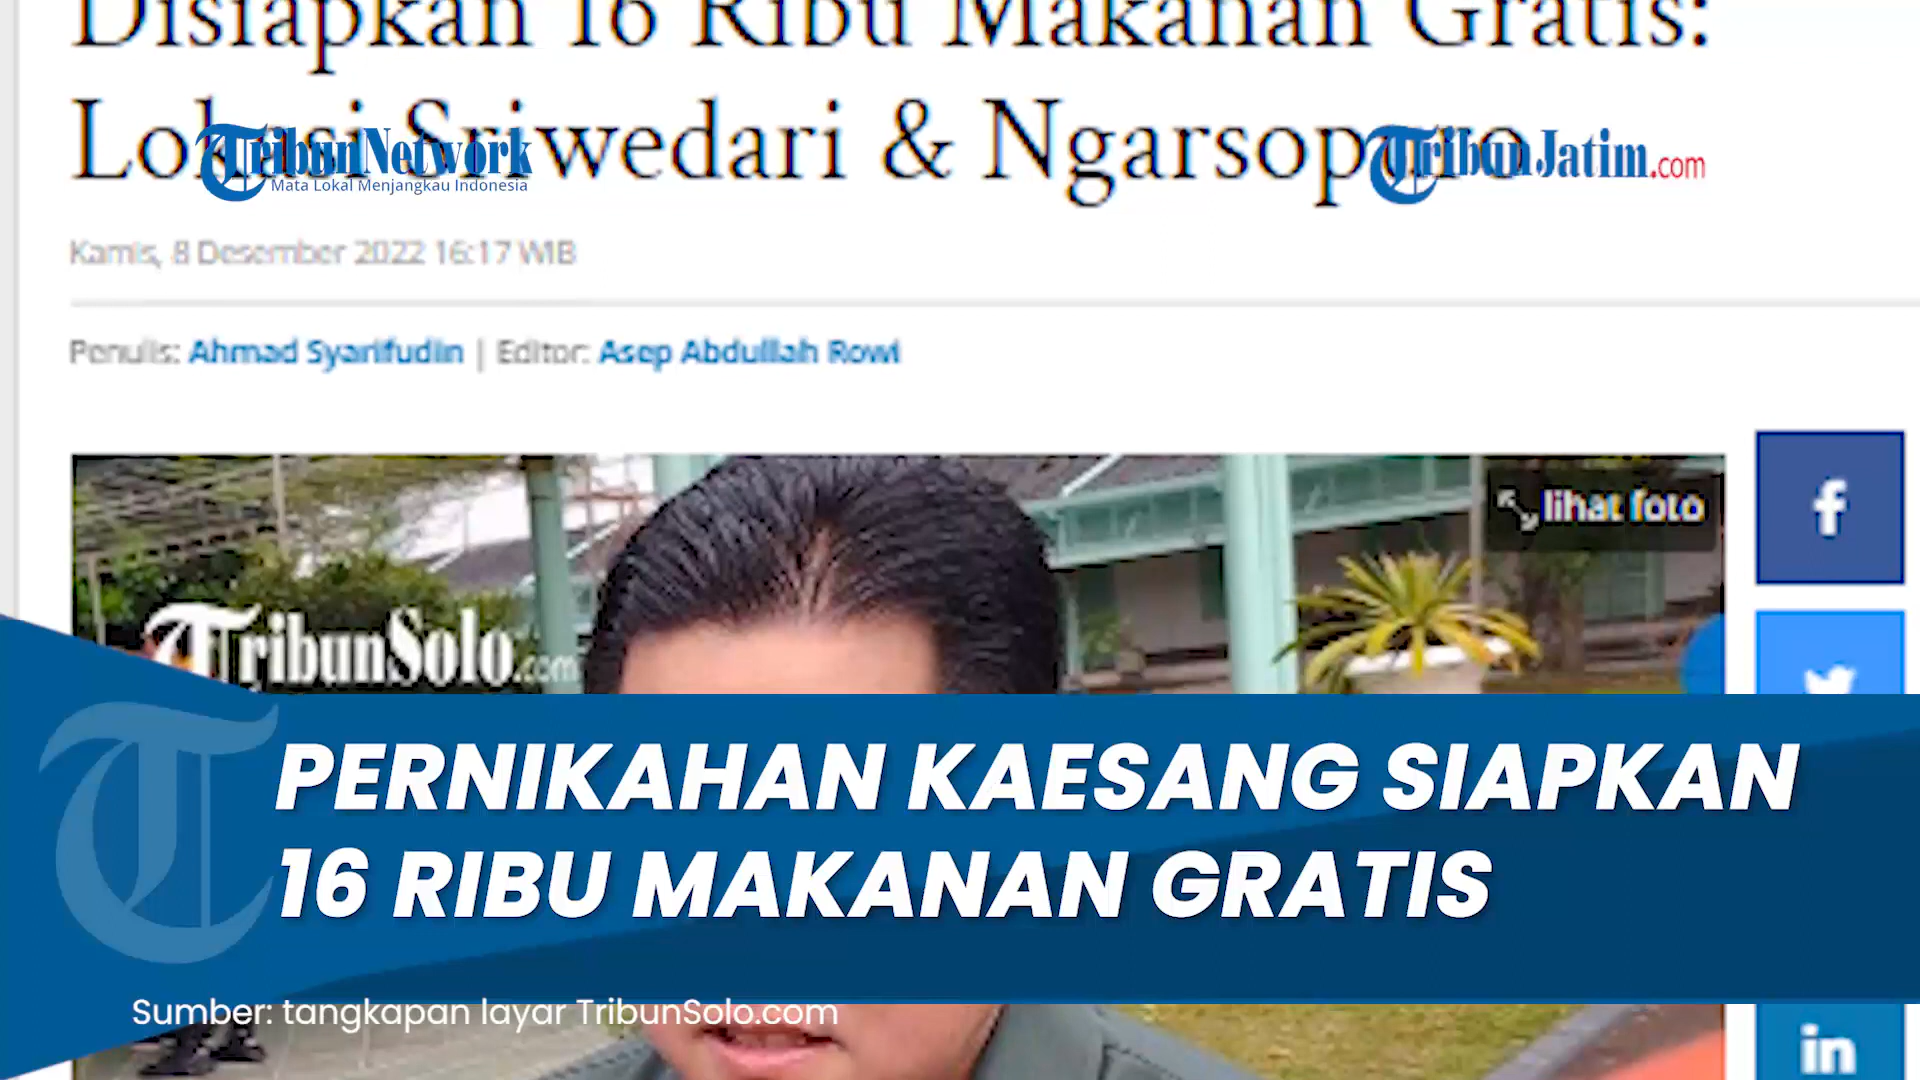 Disiapkan 16 Ribu Makanan Gratis:
Lokasi Sriwedari & Ngarsopuro
TribunNetwork
Mata Lokal Menjangkau Indonesia
TribunJatim.com
Kamis, 8 Desember 2022 16:17 WIB
Penulis: Ahmad Syarifudin | Editor: Asep Abdullah Rowi
lihat foto
f
TribunSolo.com
T
PERNIKAHAN KAESANG SIAPKAN
16 RIBU MAKANAN GRATIS
Sumber: tangkapan layar TribunSolo.com
in